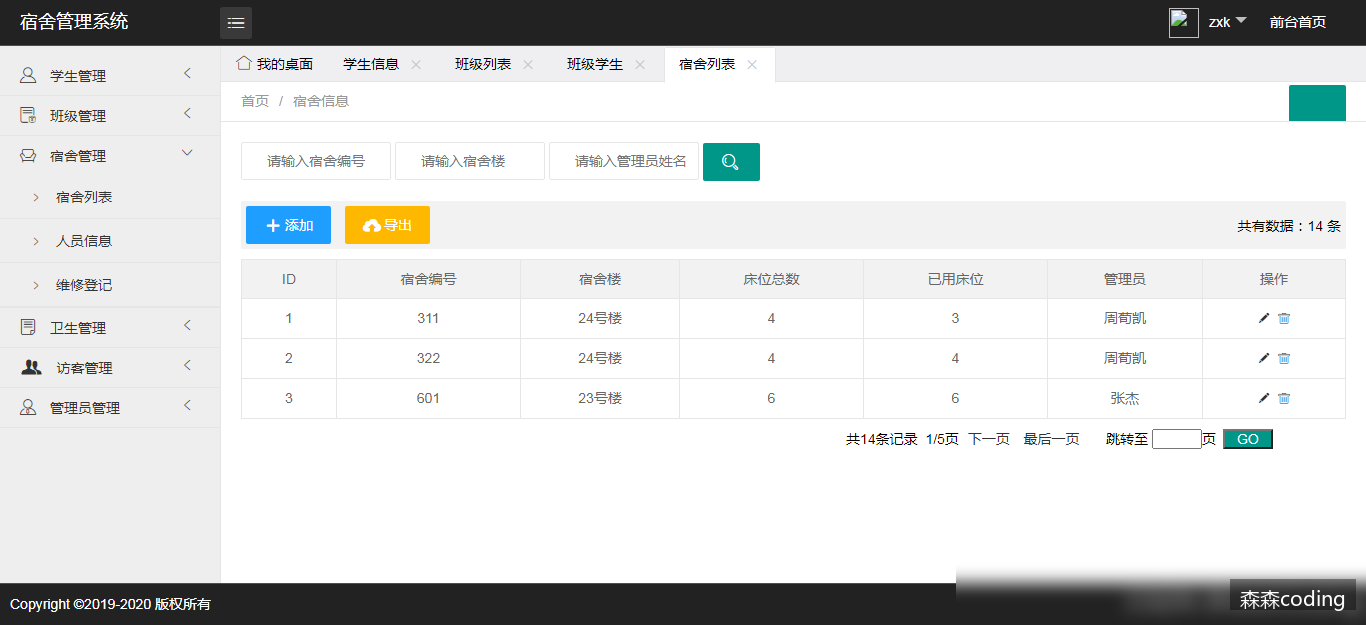 宿舍管理系统
zxk 前台首页
学生管理
班级管理
宿舍管理
宿舍列表
人员信息
维修登记
卫生管理
访客管理
管理员管理
我的桌面 学生信息 班级列表 班级学生 宿舍列表
首页 / 宿舍信息
请输入宿舍编号 请输入宿舍楼 请输入管理员姓名
添加 导出 共有数据：14 条
ID 宿舍编号 宿舍楼 床位总数 已用床位 管理员 操作
1 311 24号楼 4 3 周荀凯
2 322 24号楼 4 4 周荀凯
3 601 23号楼 6 6 张杰
共14条记录 1/5页 下一页 最后一页 跳转至 页 GO
Copyright ©2019-2020 版权所有
森森coding